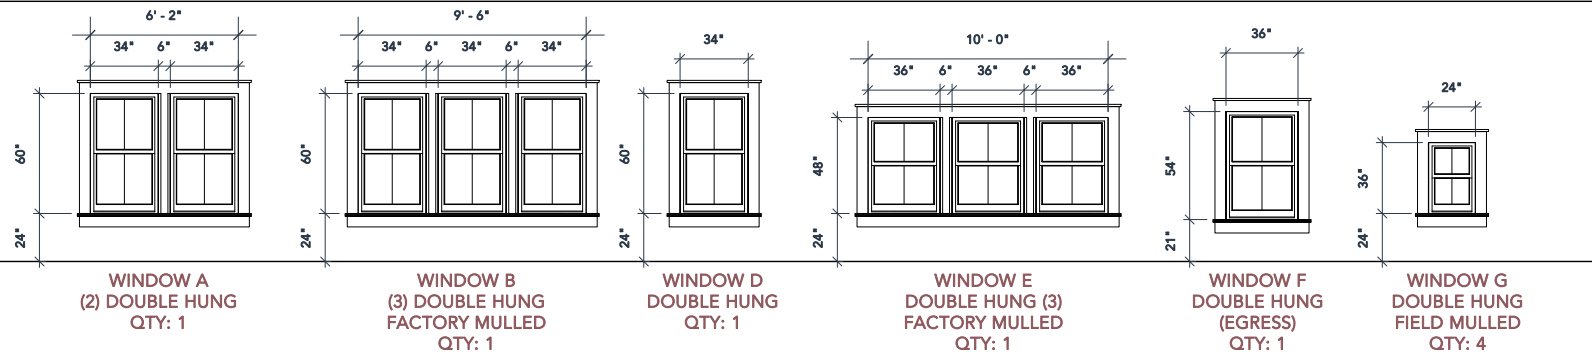 6' - 2"
34" 6" 34"
60"
24"
WINDOW A
(2) DOUBLE HUNG
QTY: 1
9' - 6"
34" 6" 34" 6" 34"
60"
24"
WINDOW B
(3) DOUBLE HUNG
FACTORY MULLED
QTY: 1
34"
60"
24"
WINDOW D
DOUBLE HUNG
QTY: 1
10' - 0"
36" 6" 36" 6" 36"
48"
24"
WINDOW E
DOUBLE HUNG (3)
FACTORY MULLED
QTY: 1
36"
54"
21"
WINDOW F
DOUBLE HUNG
(EGRESS)
QTY: 1
24"
36"
24"
WINDOW G
DOUBLE HUNG
FIELD MULLED
QTY: 4